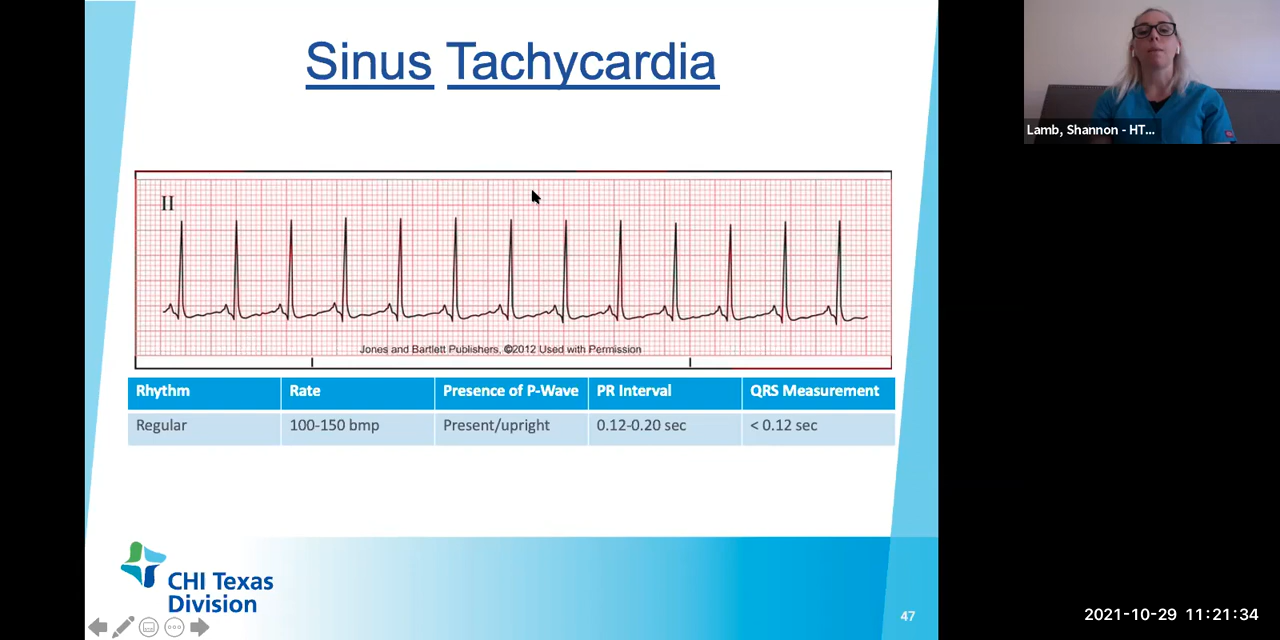 Sinus Tachycardia
Lamb, Shannon - HT...
II
Jones and Bartlett Publishers, ©2012 Used with Permission
Rhythm Rate Presence of P-Wave PR Interval QRS Measurement
Regular 100-150 bmp Present/upright 0.12-0.20 sec < 0.12 sec
CHI Texas
Division
47
2021-10-29 11:21:34